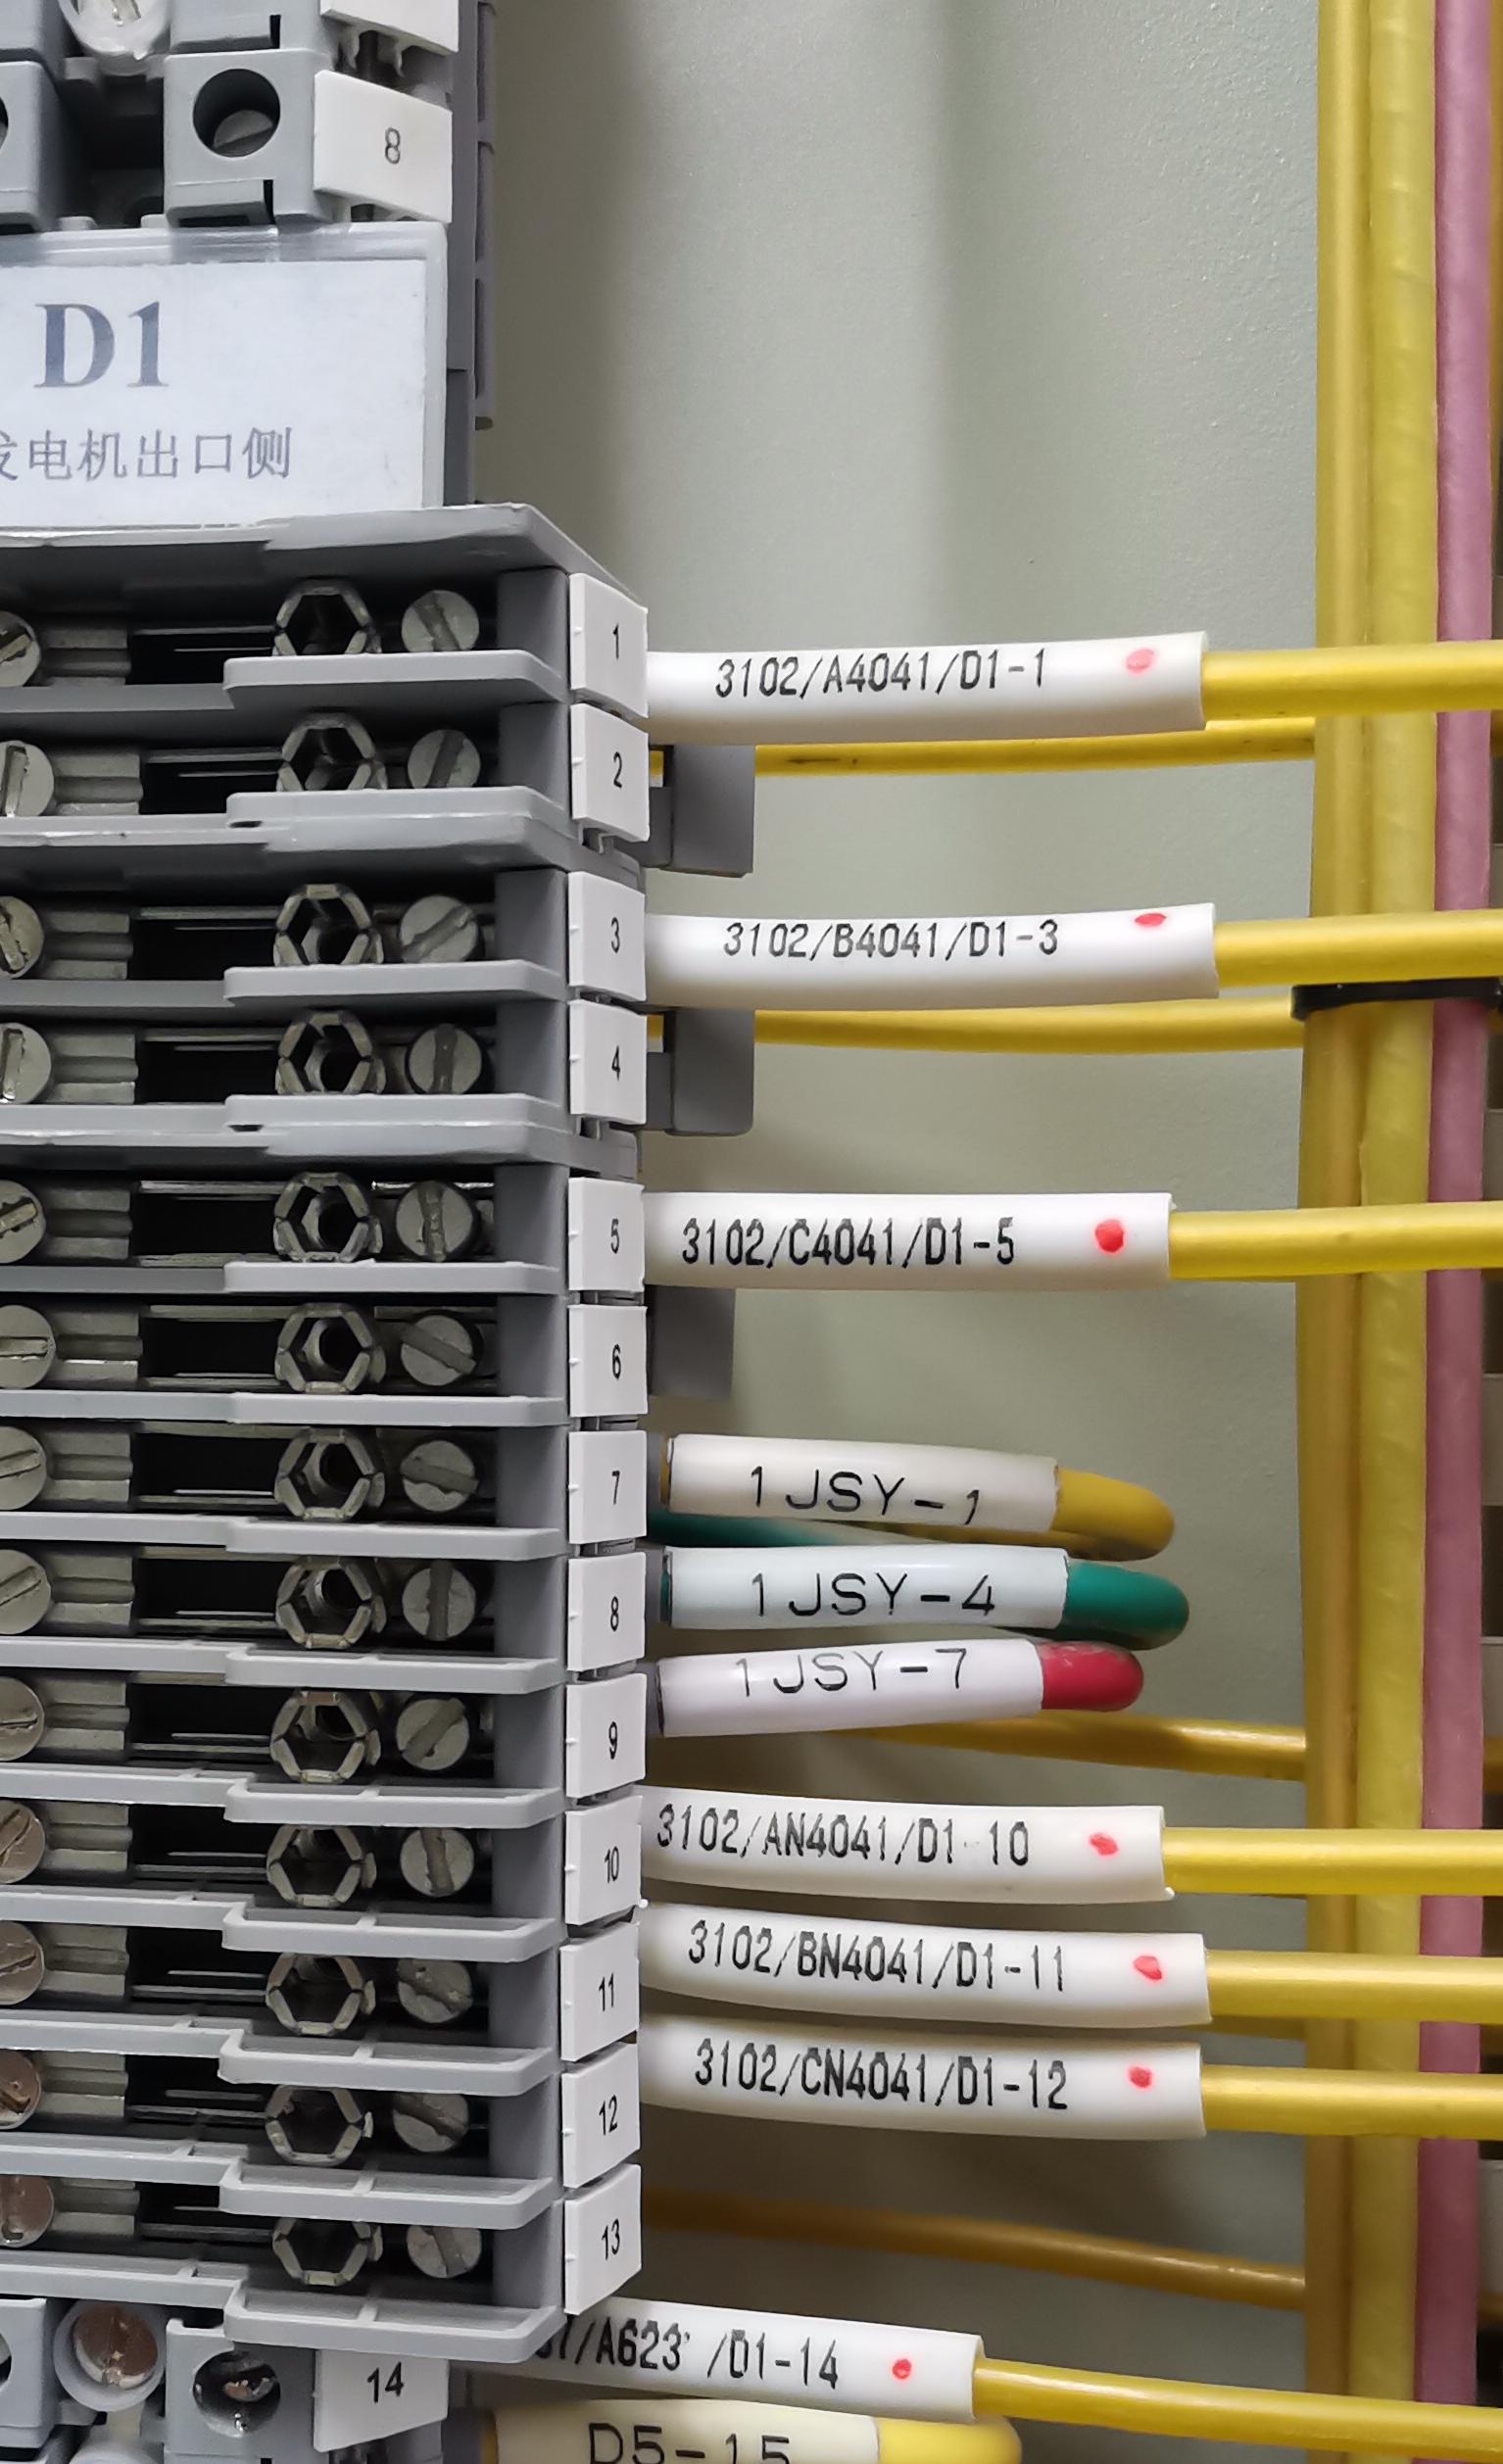 8
D1
发电机出口侧
1
3102/A4041/D1-1
2
3
3102/B4041/D1-3
4
5
3102/C4041/D1-5
6
7
1JSY-1
8
1JSY-4
1JSY-7
9
10
3102/AN4041/D1-10
11
3102/BN4041/D1-11
12
3102/CN4041/D1-12
13
/A623' /D1-14
14
D5-15